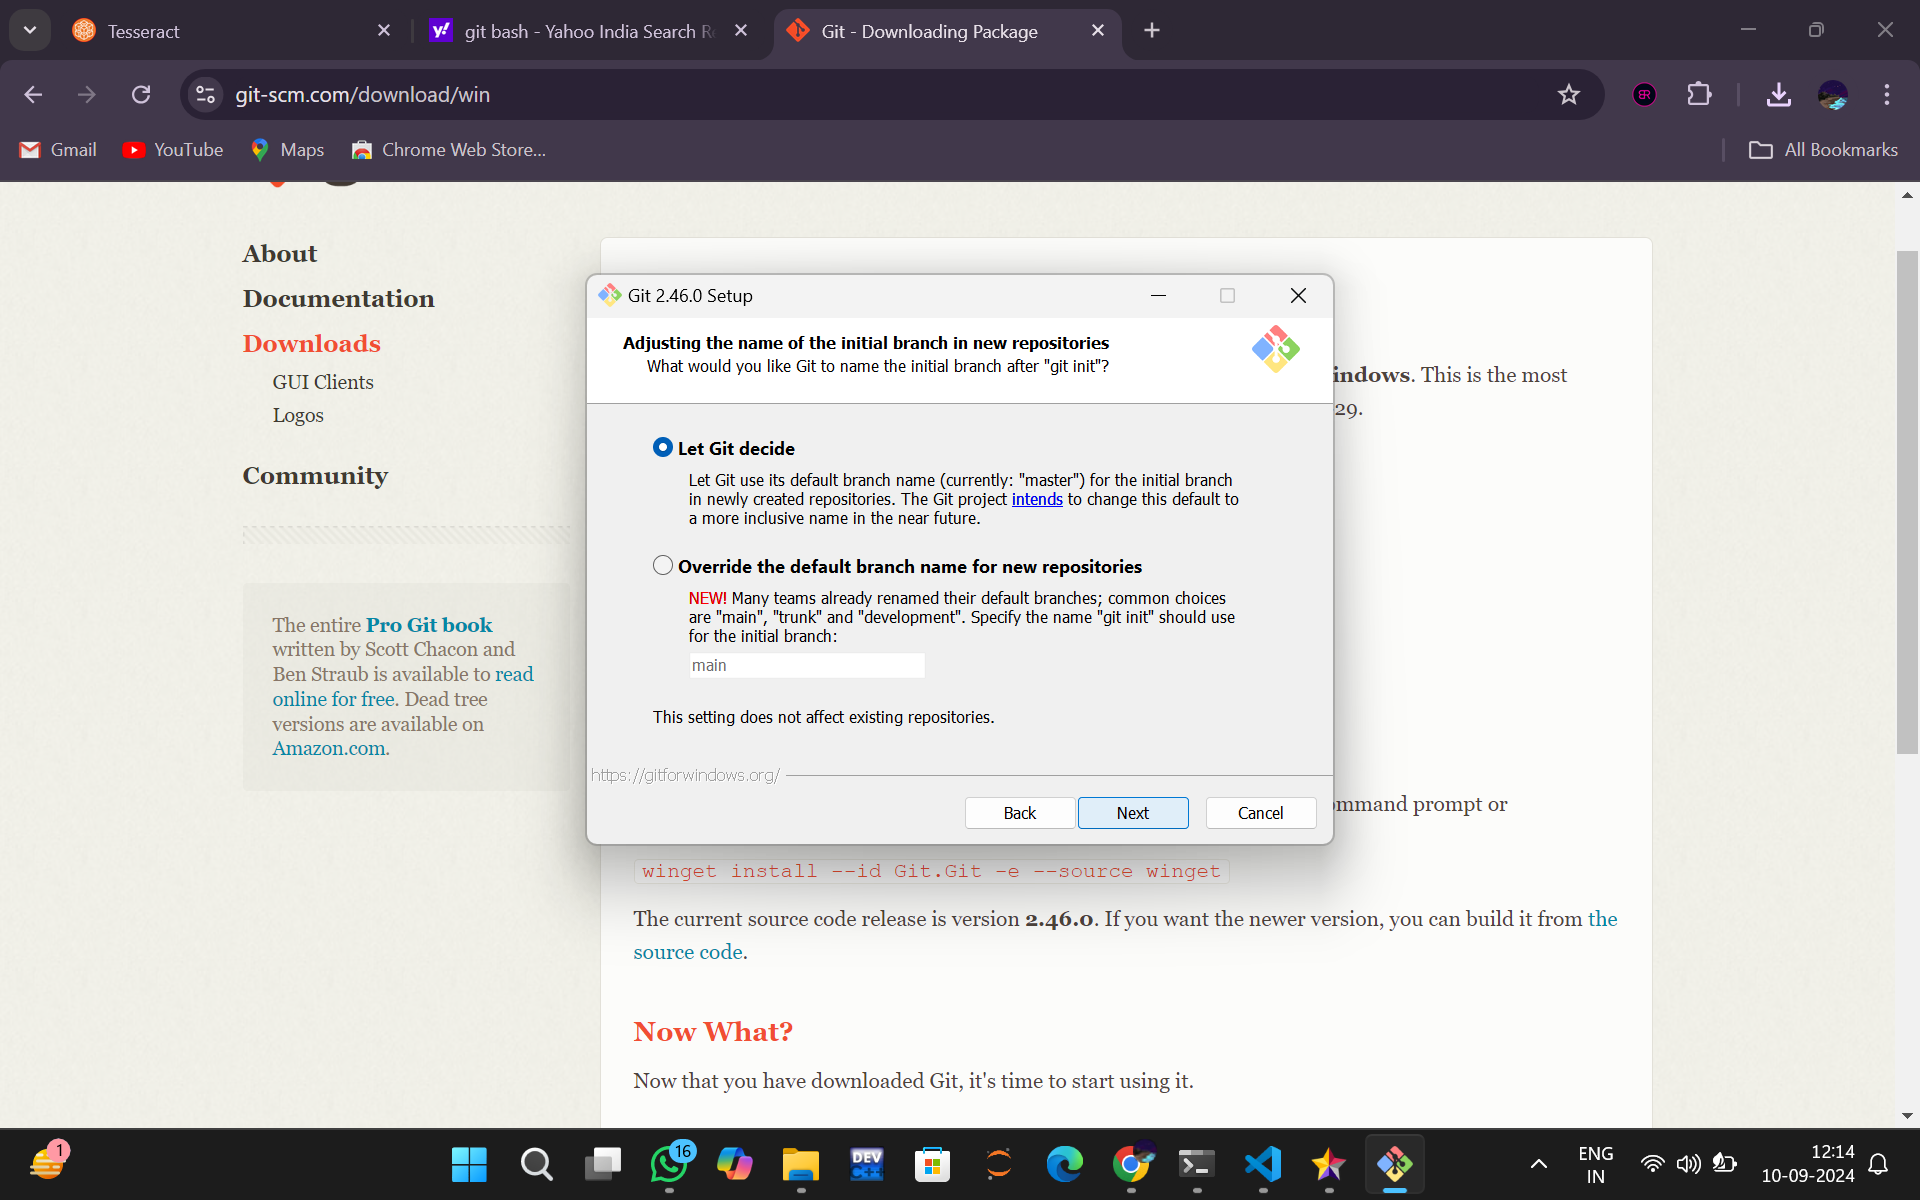 Tesseract
git bash - Yahoo India Search Re
Git - Downloading Package
git-scm.com/download/win
Gmail
YouTube
Maps
Chrome Web Store...
All Bookmarks
About
Documentation
Downloads
GUI Clients
Logos
Community
The entire Pro Git book
written by Scott Chacon and
Ben Straub is available to read
online for free. Dead tree
versions are available on
Amazon.com.
Git 2.46.0 Setup
Adjusting the name of the initial branch in new repositories
What would you like Git to name the initial branch after "git init"?
Let Git decide
Let Git use its default branch name (currently: "master") for the initial branch
in newly created repositories. The Git project intends to change this default to
a more inclusive name in the near future.
Override the default branch name for new repositories
NEW! Many teams already renamed their default branches; common choices
are "main", "trunk" and "development". Specify the name "git init" should use
for the initial branch:
main
This setting does not affect existing repositories.
https://gitforwindows.org/
Back
Next
Cancel
indows. This is the most
29.
ommand prompt or
winget install --id Git.Git -e --source winget
The current source code release is version 2.46.0. If you want the newer version, you can build it from the
source code.
Now What?
Now that you have downloaded Git, it's time to start using it.
1
16
DEV
C++
ENG
IN
12:14
10-09-2024